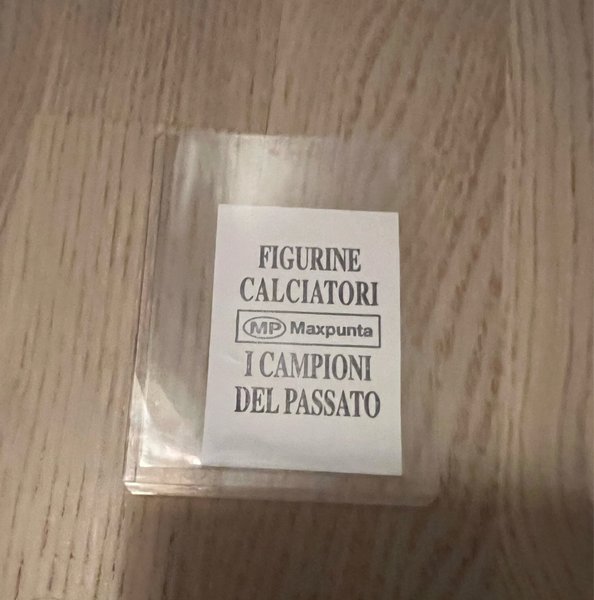 FIGURINE
CALCIATORI
MP Maxpunta
I CAMPIONI
DEL PASSATO